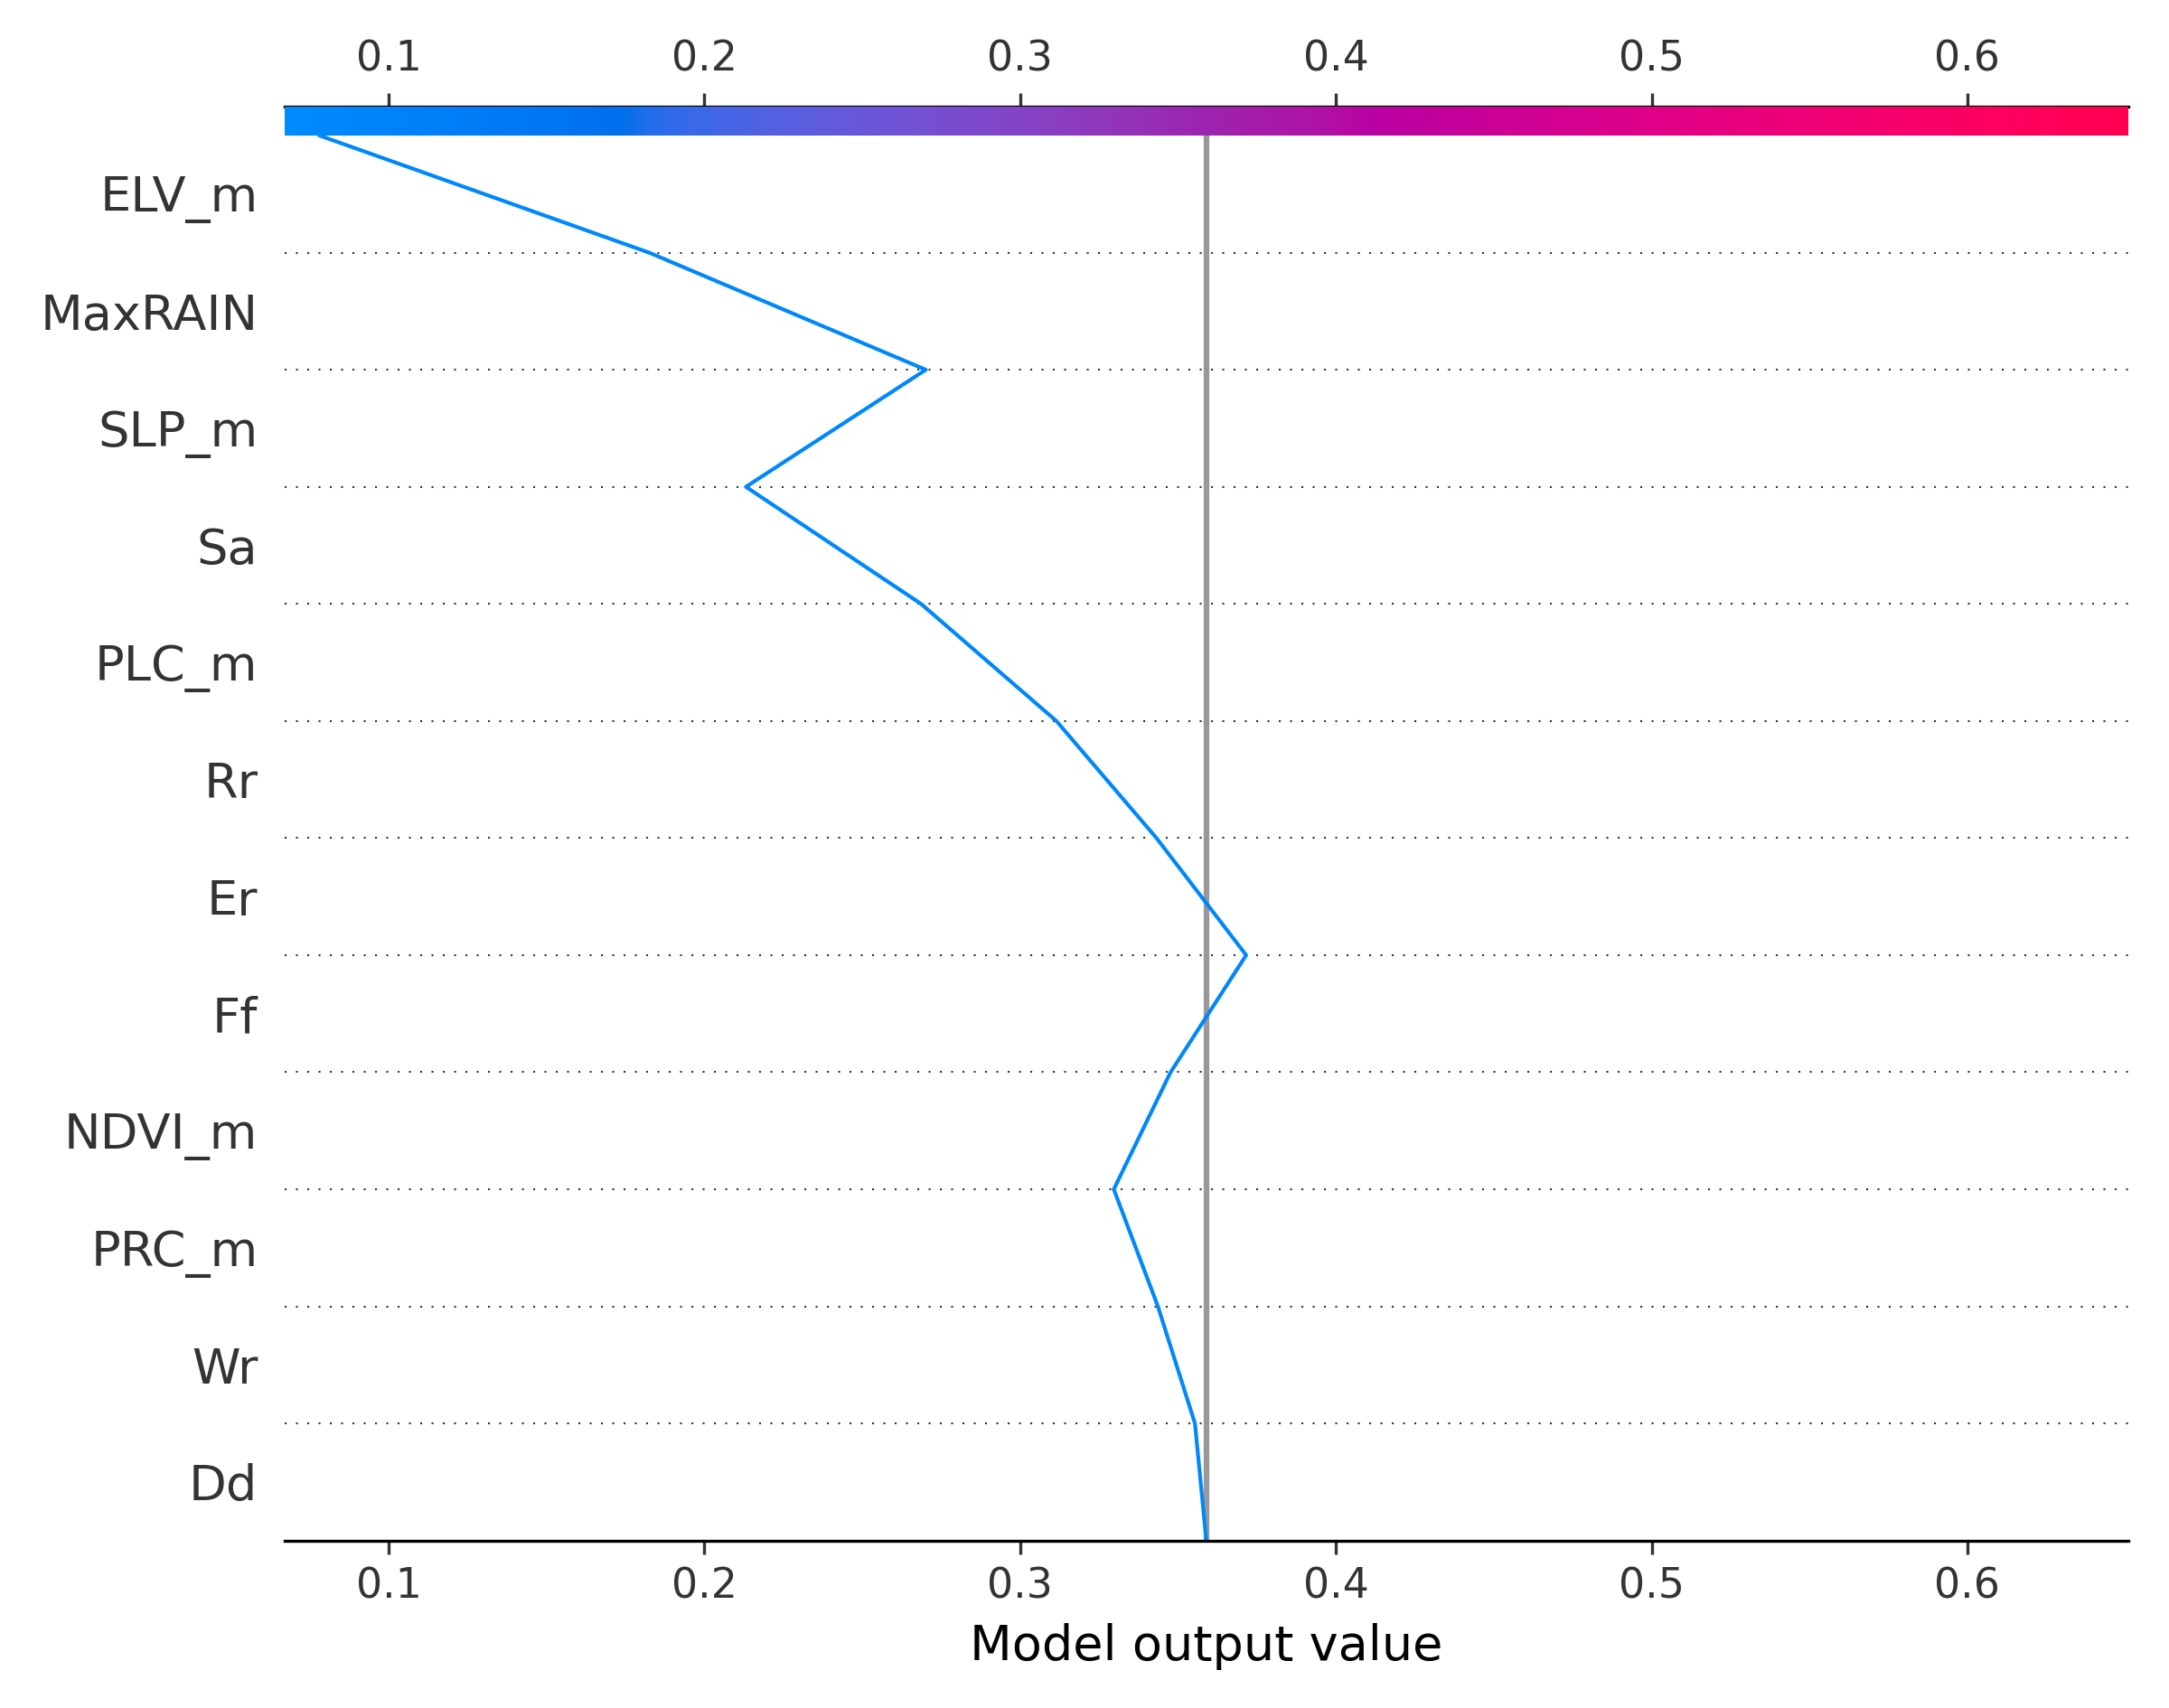 0.1 0.2 0.3 0.4 0.5 0.6
ELV_m
MaxRAIN
SLP_m
Sa
PLC_m
Rr
Er
Ff
NDVI_m
PRC_m
Wr
Dd
0.1 0.2 0.3 0.4 0.5 0.6
Model output value